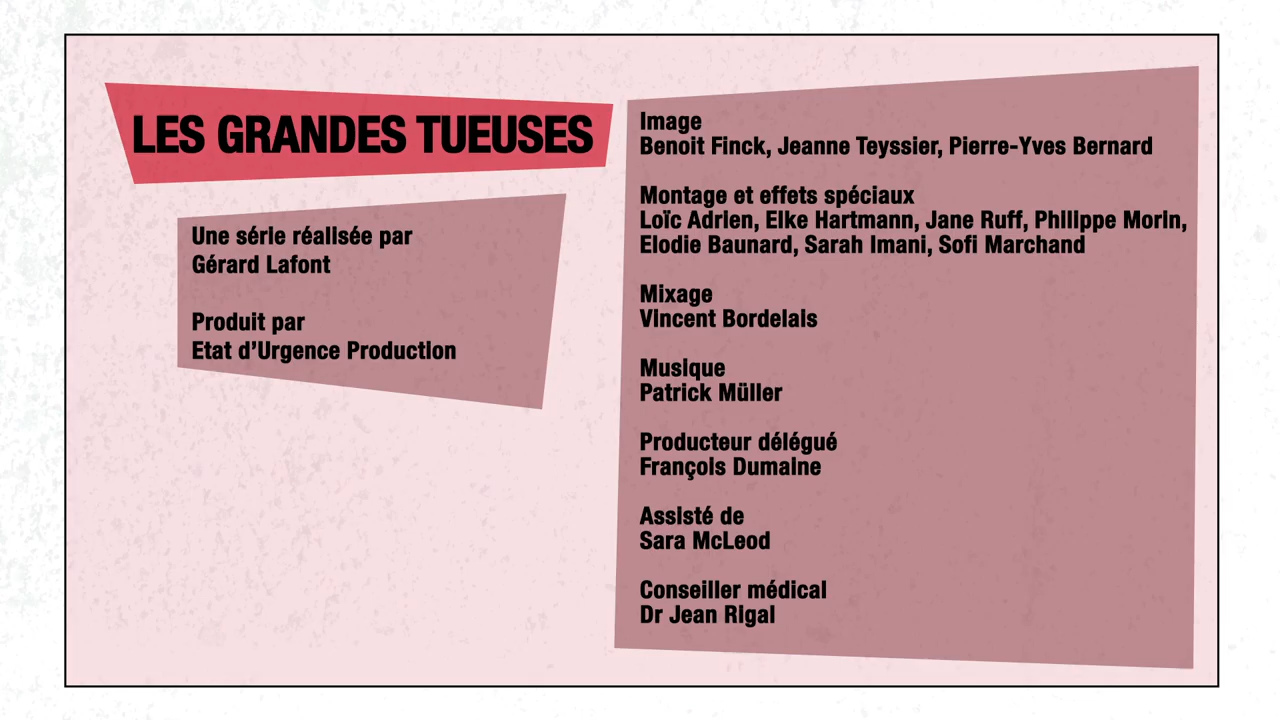 LES GRANDES TUEUSES
Une série réalisée par
Gérard Lafont
Produit par
Etat d'Urgence Production
Image
Benoit Finck, Jeanne Teyssier, Pierre-Yves Bernard
Montage et effets spéciaux
Loïc Adrien, Elke Hartmann, Jane Ruff, Philippe Morin,
Elodie Baunard, Sarah Imani, Sofi Marchand
Mixage
Vincent Bordelais
Musique
Patrick Müller
Producteur délégué
François Dumaine
Assisté de
Sara McLeod
Conseiller médical
Dr Jean Rigal